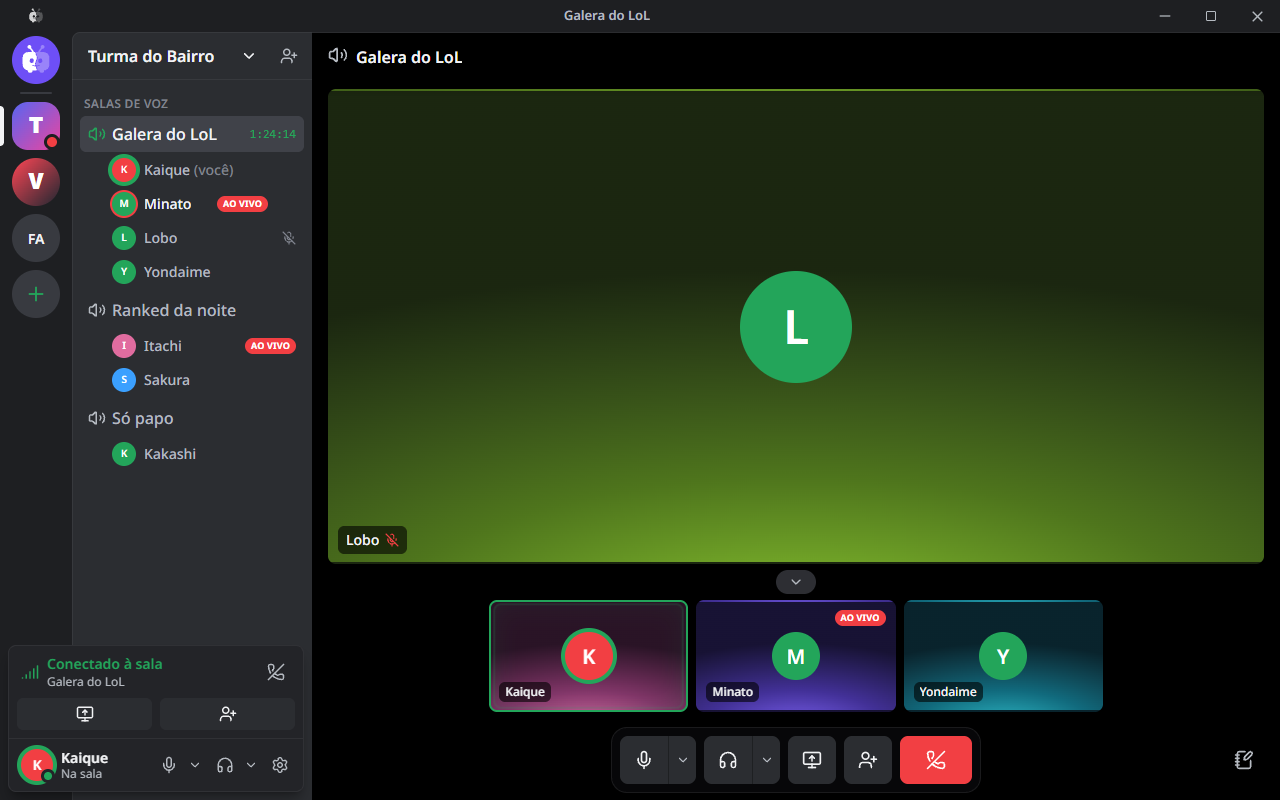 Galera do LoL
T
V
FA
Turma do Bairro
SALAS DE VOZ
Galera do LoL 1:24:14
K Kaique (você)
M Minato AO VIVO
L Lobo
Y Yondaime
Ranked da noite
I Itachi AO VIVO
S Sakura
Só papo
K Kakashi
Conectado à sala
Galera do LoL
K Kaique
Na sala
Galera do LoL
L
Lobo
K
Kaique
AO VIVO
M
Minato
Y
Yondaime